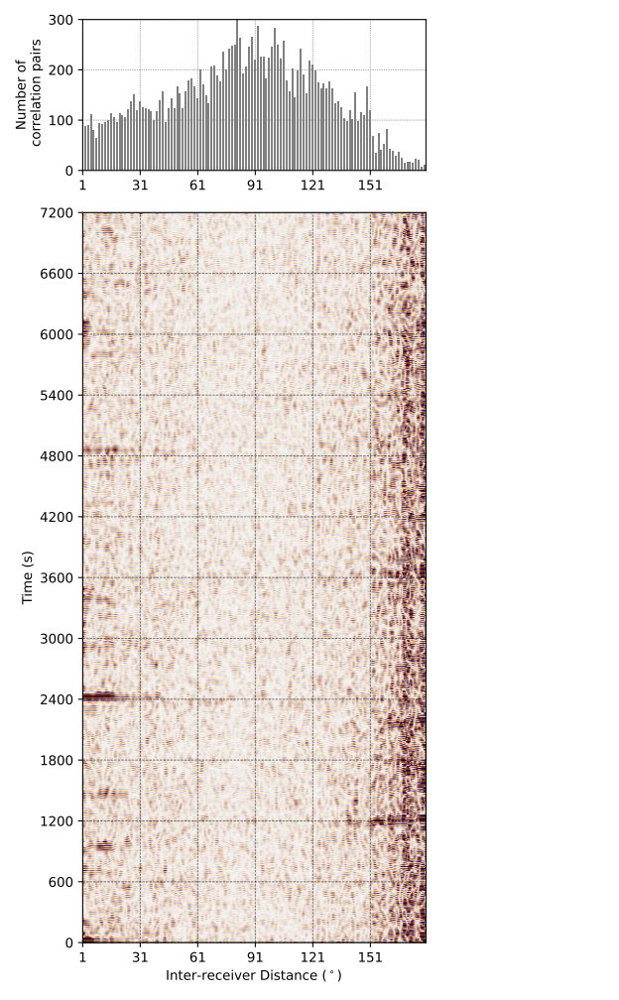 Number of
correlation pairs
300
200
100
0
1 31 61 91 121 151
Time (s)
7200
6600
6000
5400
4800
4200
3600
3000
2400
1800
1200
600
0
1 31 61 91 121 151
Inter-receiver Distance (°)